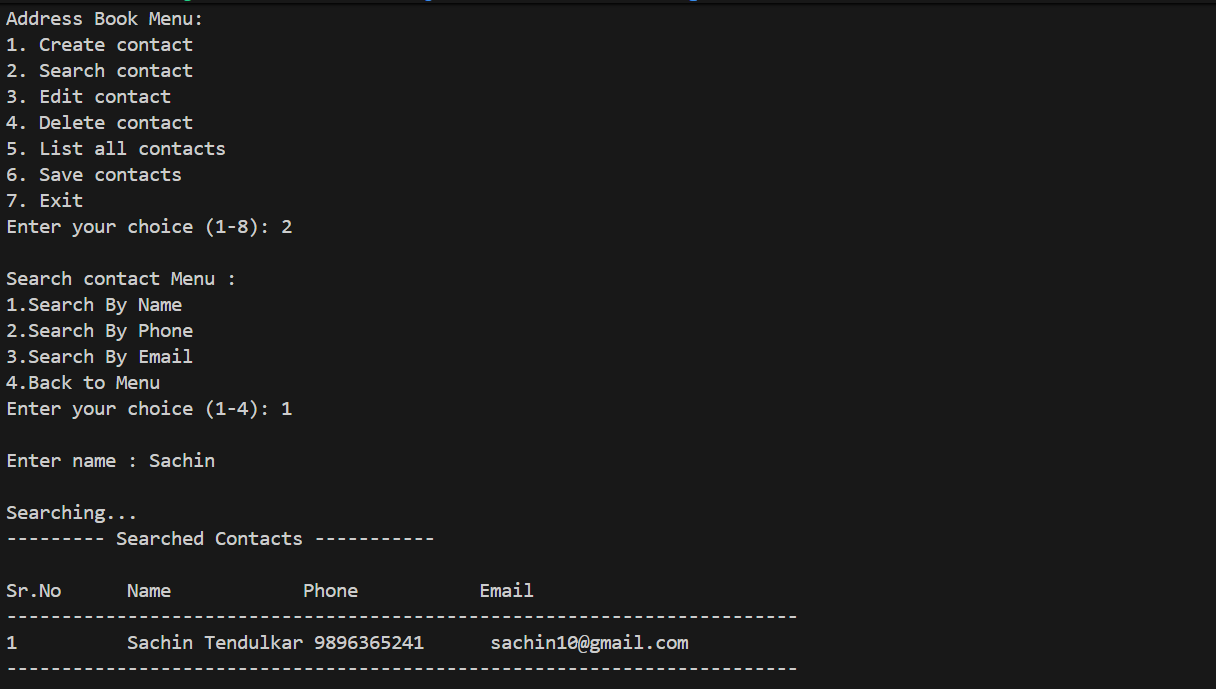 Address Book Menu:
1. Create contact
2. Search contact
3. Edit contact
4. Delete contact
5. List all contacts
6. Save contacts
7. Exit
Enter your choice (1-8): 2
Search contact Menu :
1.Search By Name
2.Search By Phone
3.Search By Email
4.Back to Menu
Enter your choice (1-4): 1
Enter name : Sachin
Searching...
--------- Searched Contacts -----------
Sr.No      Name            Phone           Email
------------------------------------------------------------------------
1          Sachin Tendulkar 9896365241      sachin10@gmail.com
------------------------------------------------------------------------